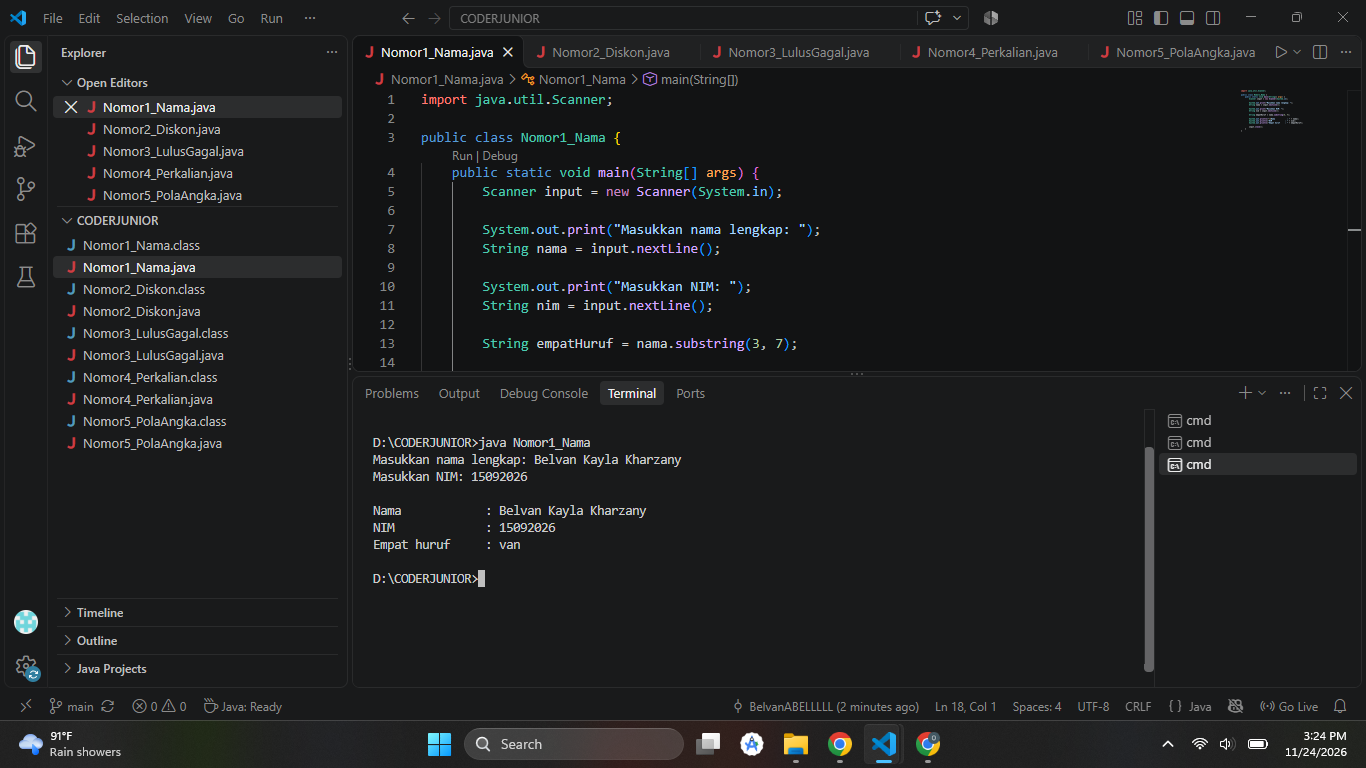 File Edit Selection View Go Run ···
CODERJUNIOR
Explorer
Open Editors
Nomor1_Nama.java
Nomor2_Diskon.java
Nomor3_LulusGagal.java
Nomor4_Perkalian.java
Nomor5_PolaAngka.java
CODERJUNIOR
Nomor1_Nama.class
Nomor1_Nama.java
Nomor2_Diskon.class
Nomor2_Diskon.java
Nomor3_LulusGagal.class
Nomor3_LulusGagal.java
Nomor4_Perkalian.class
Nomor4_Perkalian.java
Nomor5_PolaAngka.class
Nomor5_PolaAngka.java
Timeline
Outline
Java Projects
Nomor1_Nama.java Nomor2_Diskon.java Nomor3_LulusGagal.java Nomor4_Perkalian.java Nomor5_PolaAngka.java
Nomor1_Nama.java > Nomor1_Nama > main(String[])
1 import java.util.Scanner;
2
3 public class Nomor1_Nama {
Run | Debug
4 public static void main(String[] args) {
5 Scanner input = new Scanner(System.in);
6
7 System.out.print("Masukkan nama lengkap: ");
8 String nama = input.nextLine();
9
10 System.out.print("Masukkan NIM: ");
11 String nim = input.nextLine();
12
13 String empatHuruf = nama.substring(3, 7);
14
Problems Output Debug Console Terminal Ports
D:\CODERJUNIOR>java Nomor1_Nama
Masukkan nama lengkap: Belvan Kayla Kharzany
Masukkan NIM: 15092026
Nama : Belvan Kayla Kharzany
NIM : 15092026
Empat huruf : van
D:\CODERJUNIOR>
cmd
cmd
cmd
main 0 0 Java: Ready BelvanABELLLLL (2 minutes ago) Ln 18, Col 1 Spaces: 4 UTF-8 CRLF { } Java Go Live
91°F
Rain showers
Search
3:24 PM
11/24/2026